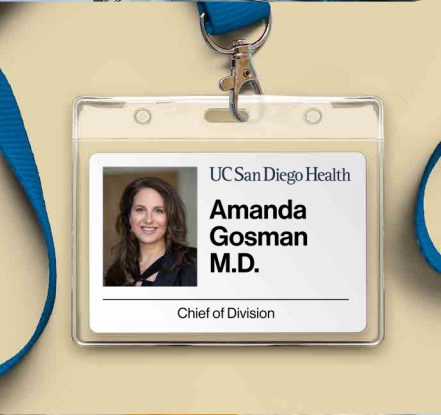 UC San Diego Health
Amanda
Gosman
M.D.
Chief of Division